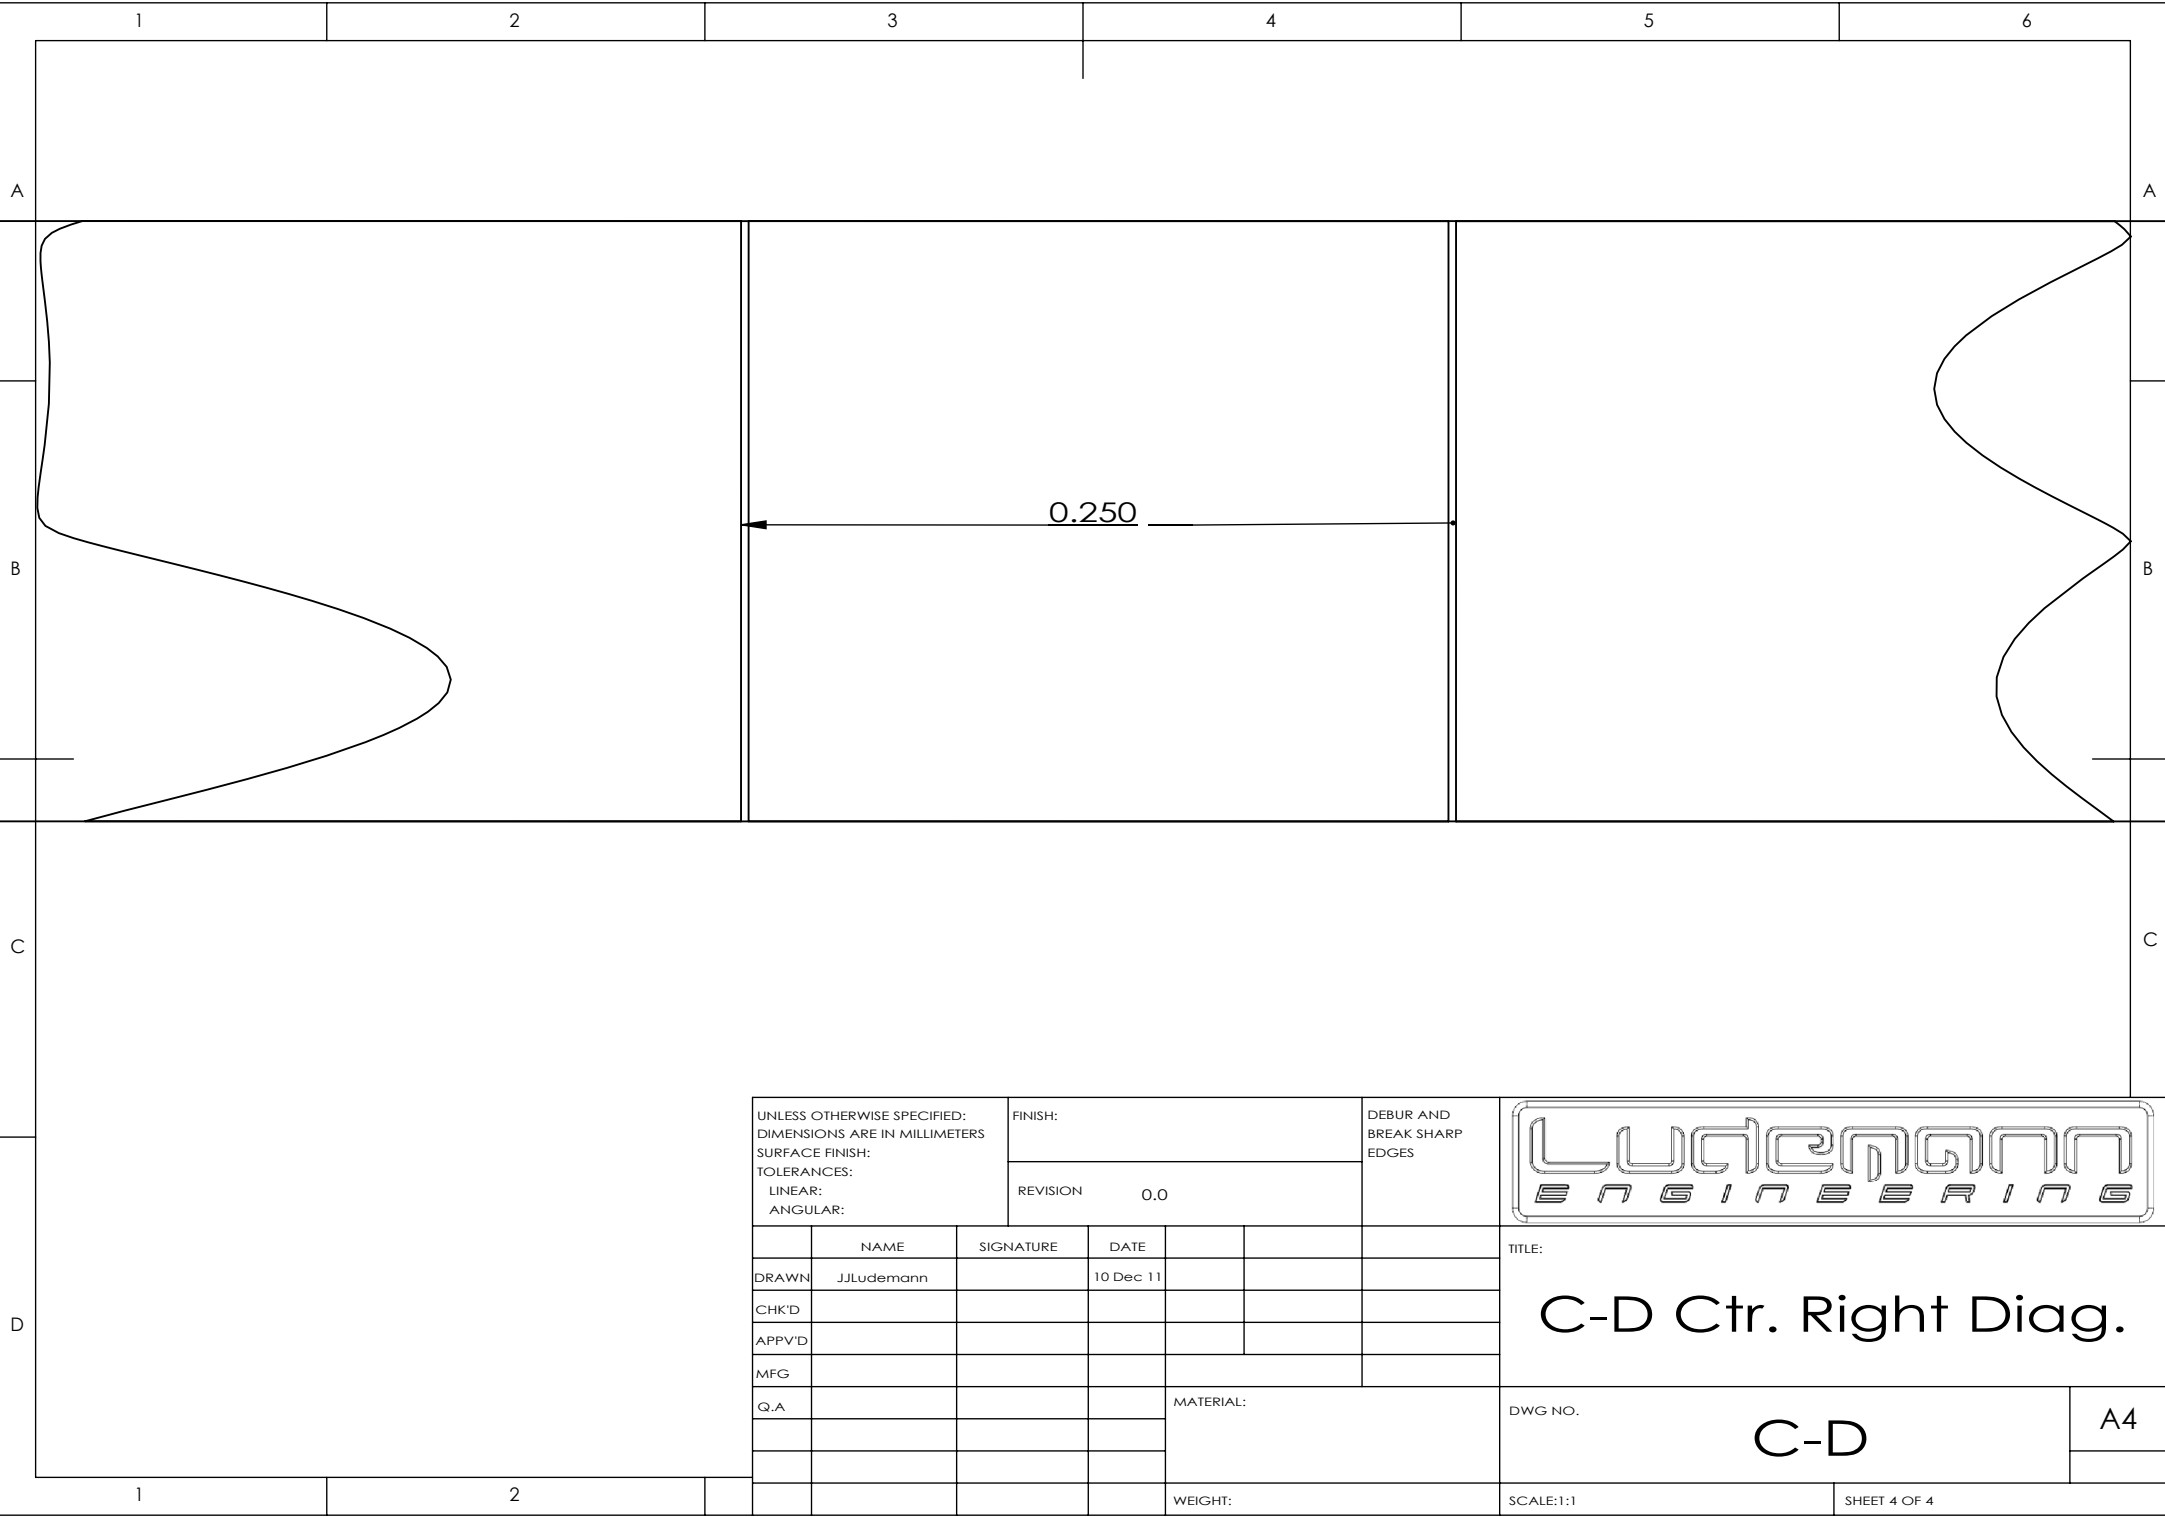 1 2 3 4 5 6
A A
0.250
B B
C C
UNLESS OTHERWISE SPECIFIED:
DIMENSIONS ARE IN MILLIMETERS
SURFACE FINISH:
TOLERANCES:
LINEAR:
ANGULAR:
FINISH:
REVISION 0.0
DEBUR AND
BREAK SHARP
EDGES
Ludemann
ENGINEERING
NAME SIGNATURE DATE
DRAWN JJLudemann 10 Dec 11
CHK'D
APPV'D
MFG
Q.A
MATERIAL:
WEIGHT:
TITLE:
C-D Ctr. Right Diag.
DWG NO.
C-D
A4
SCALE:1:1
SHEET 4 OF 4
D
1 2